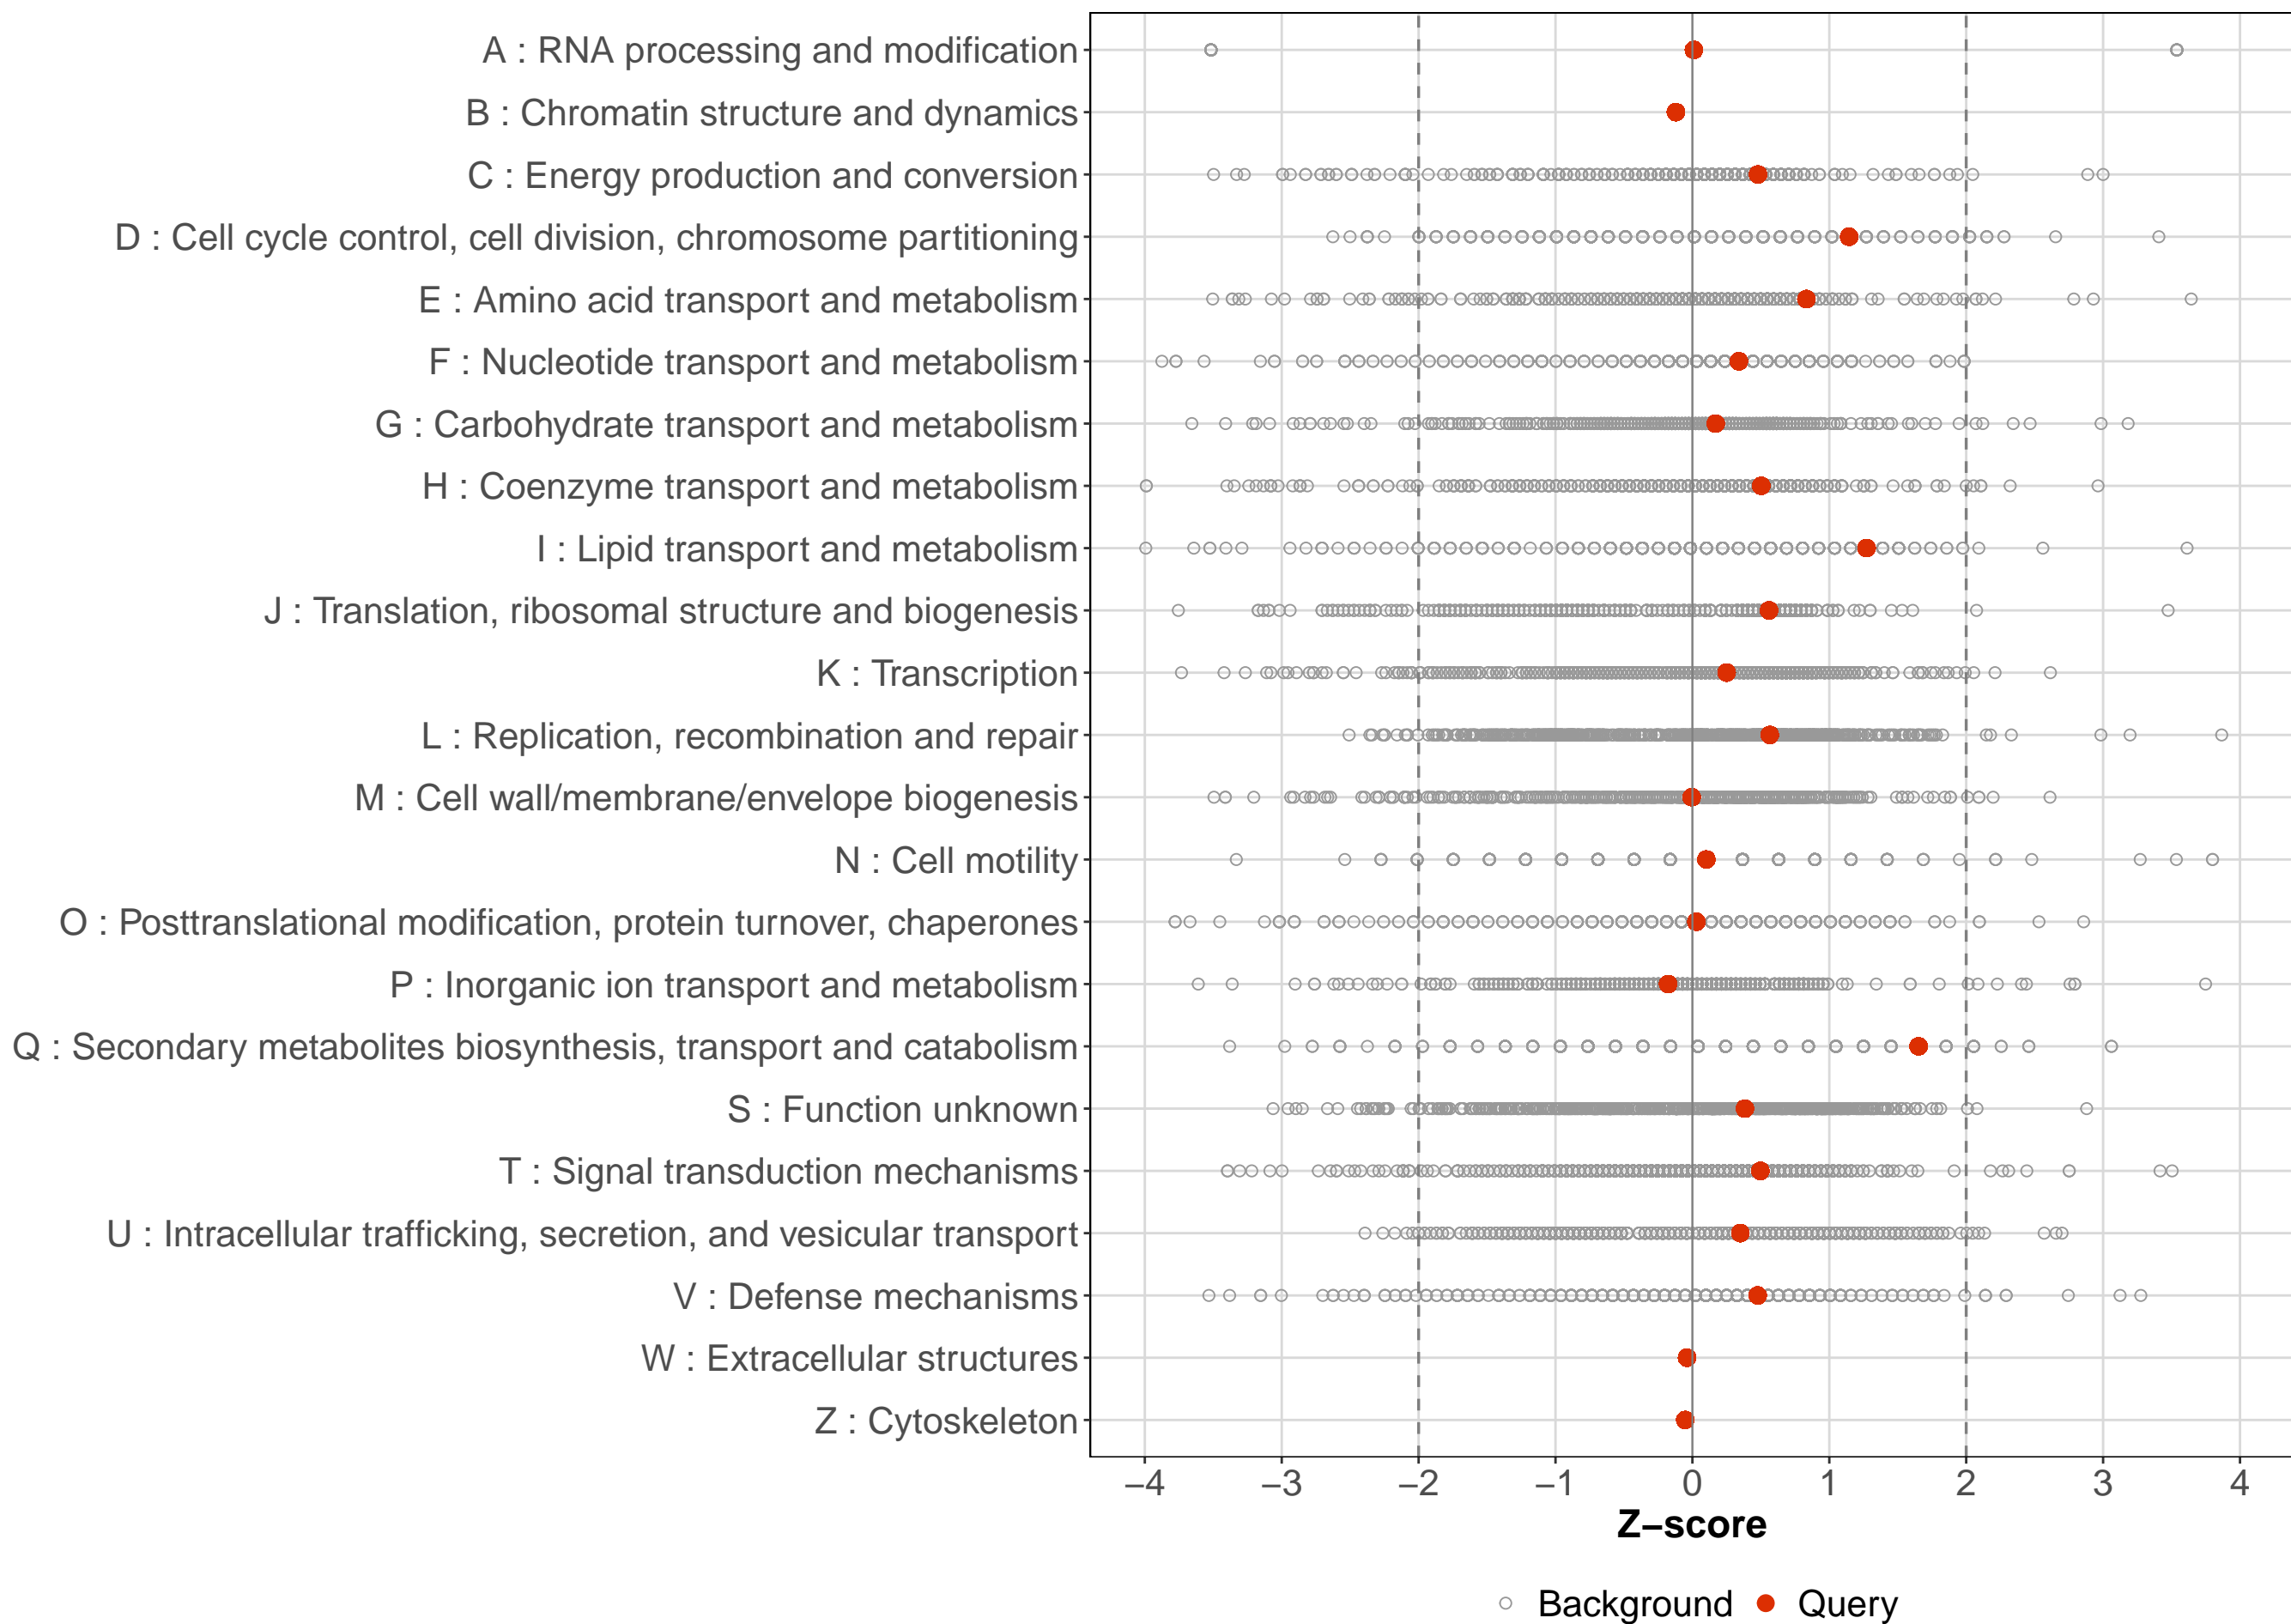 A : RNA processing and modification
B : Chromatin structure and dynamics
C : Energy production and conversion
D : Cell cycle control, cell division, chromosome partitioning
E : Amino acid transport and metabolism
F : Nucleotide transport and metabolism
G : Carbohydrate transport and metabolism
H : Coenzyme transport and metabolism
I : Lipid transport and metabolism
J : Translation, ribosomal structure and biogenesis
K : Transcription
L : Replication, recombination and repair
M : Cell wall/membrane/envelope biogenesis
N : Cell motility
O : Posttranslational modification, protein turnover, chaperones
P : Inorganic ion transport and metabolism
Q : Secondary metabolites biosynthesis, transport and catabolism
S : Function unknown
T : Signal transduction mechanisms
U : Intracellular trafficking, secretion, and vesicular transport
V : Defense mechanisms
W : Extracellular structures
Z : Cytoskeleton
−4 −3 −2 −1 0 1 2 3 4
Z−score
Background Query